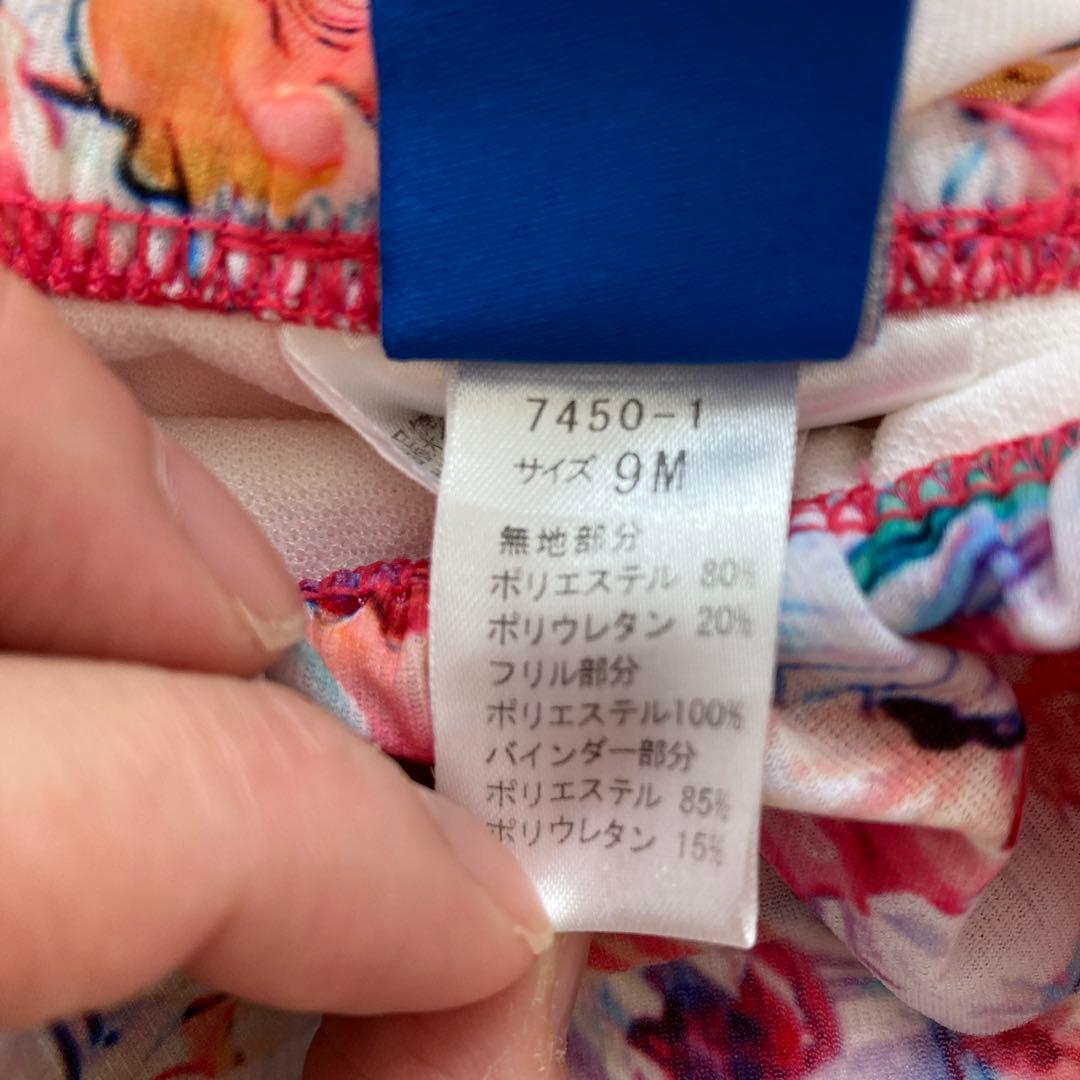 7450-1
サイズ 9M
無地部分
ポリエステル 80%
ポリウレタン 20%
フリル部分
ポリエステル100%
バインダー部分
ポリエステル 85%
ポリウレタン 15%